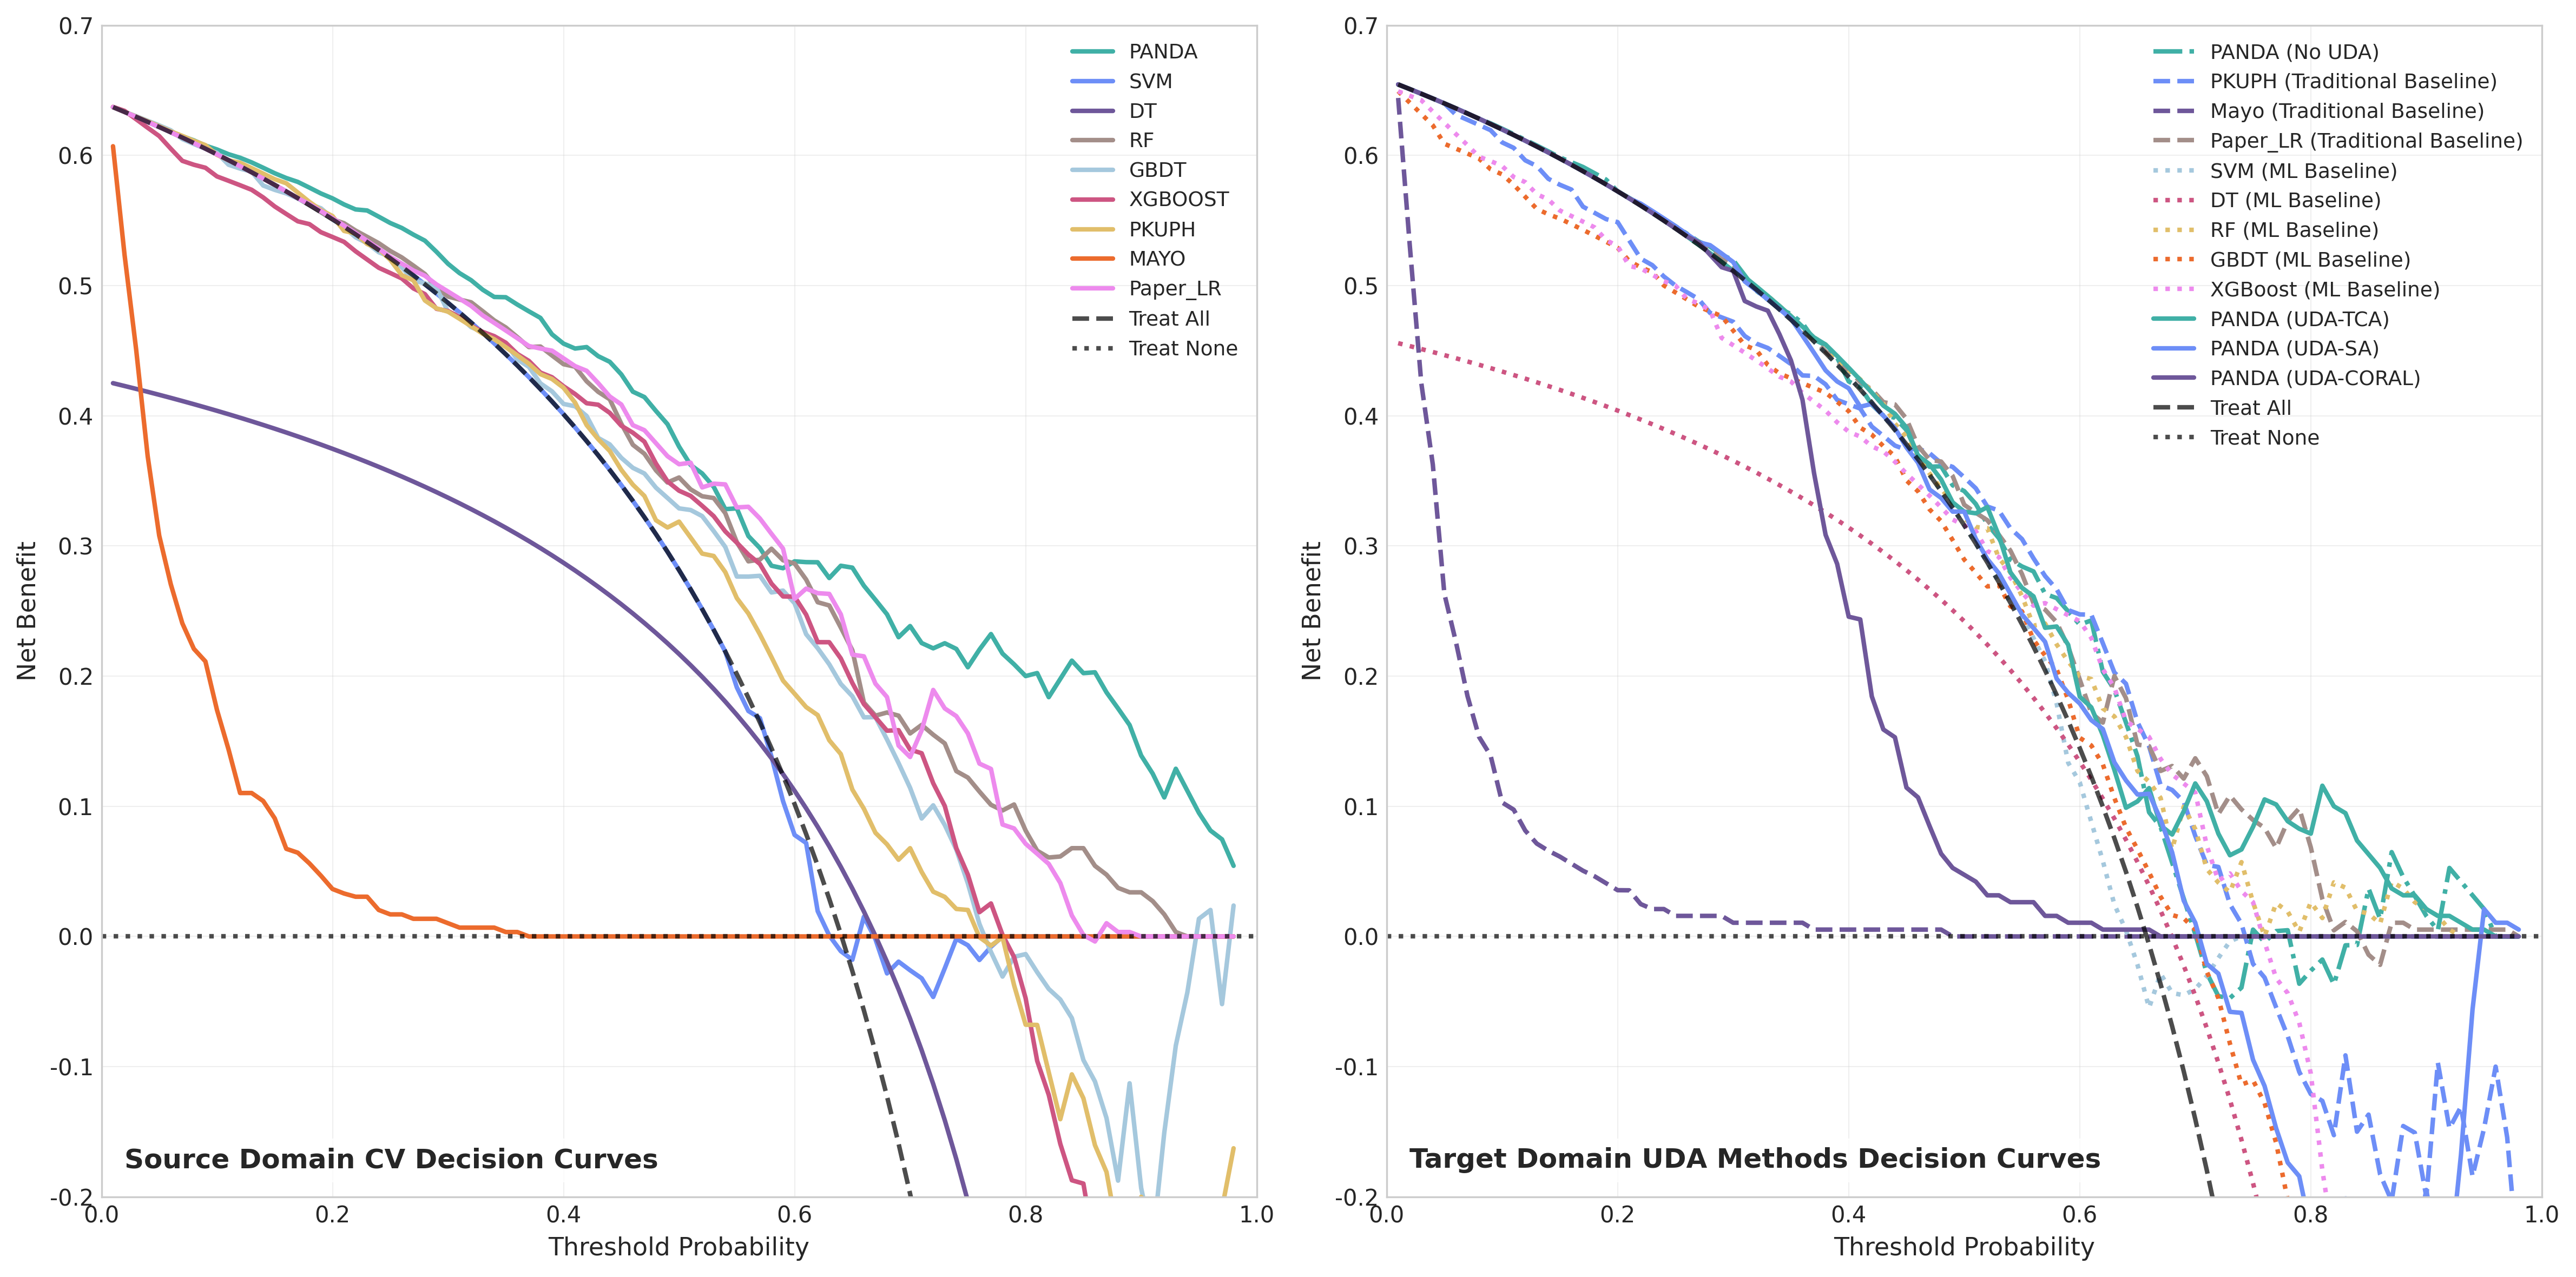 0.7
0.6
0.5
0.4
0.3
0.2
0.1
0.0
-0.1
-0.2
Net Benefit
0.0
0.2
0.4
0.6
0.8
1.0
Threshold Probability
PANDA
SVM
DT
RF
GBDT
XGBOOST
PKUPH
MAYO
Paper_LR
Treat All
Treat None
Source Domain CV Decision Curves
0.7
0.6
0.5
0.4
0.3
0.2
0.1
0.0
-0.1
-0.2
Net Benefit
0.0
0.2
0.4
0.6
0.8
1.0
Threshold Probability
PANDA (No UDA)
PKUPH (Traditional Baseline)
Mayo (Traditional Baseline)
Paper_LR (Traditional Baseline)
SVM (ML Baseline)
DT (ML Baseline)
RF (ML Baseline)
GBDT (ML Baseline)
XGBoost (ML Baseline)
PANDA (UDA-TCA)
PANDA (UDA-SA)
PANDA (UDA-CORAL)
Treat All
Treat None
Target Domain UDA Methods Decision Curves